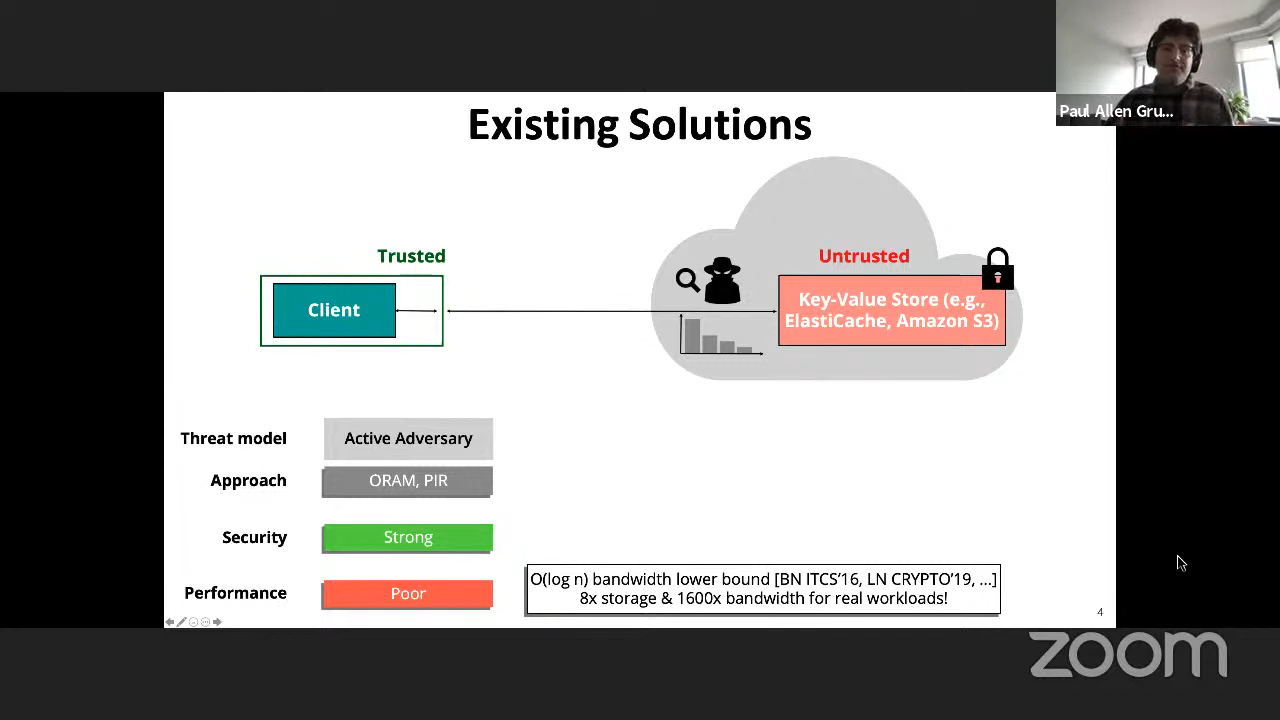 Paul Allen Gru...
Existing Solutions
Trusted
Untrusted
Client
Key-Value Store (e.g.,
ElastiCache, Amazon S3)
Threat model
Active Adversary
Approach
ORAM, PIR
Security
Strong
Performance
Poor
O(log n) bandwidth lower bound [BN ITCS'16, LN CRYPTO'19, ...]
8x storage & 1600x bandwidth for real workloads!
4
zoom